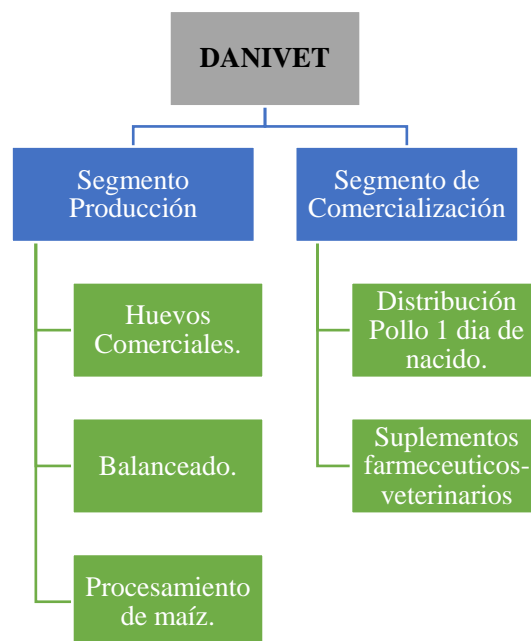 DANIVET
Segmento
Producción
Segmento de
Comercialización
Huevos
Comerciales.
Distribución
Pollo 1 dia de
nacido.
Balanceado.
Suplementos
farmeceuticos-
veterinarios
Procesamiento
de maíz.